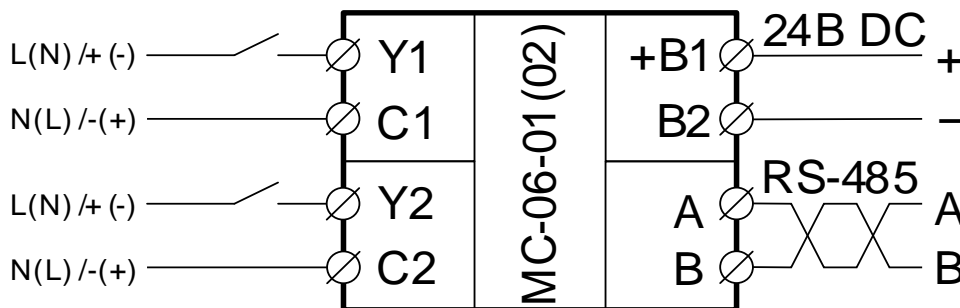 L(N) /+ (-)
Y1
N(L) /-(+)
C1
L(N) /+ (-)
Y2
N(L) /-(+)
C2
MC-06-01 (02)
+B1
24В DC
+
B2
−
RS-485
A
A
B
B